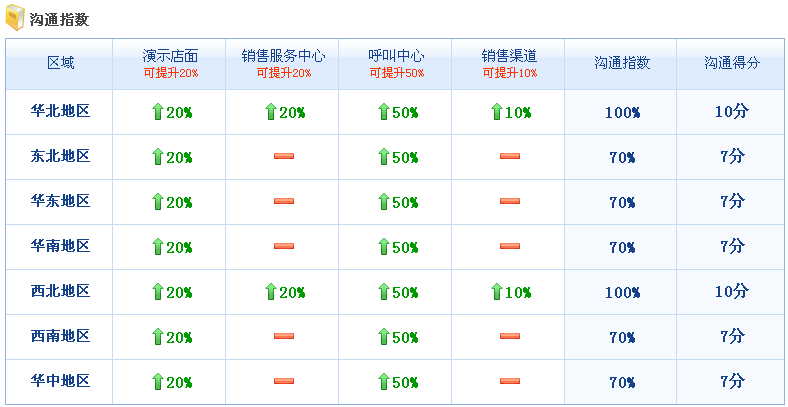 沟通指数
区域 演示店面 销售服务中心 呼叫中心 销售渠道 沟通指数 沟通得分
可提升20% 可提升20% 可提升50% 可提升10%
华北地区 20% 20% 50% 10% 100% 10分
东北地区 20% 50% 70% 7分
华东地区 20% 50% 70% 7分
华南地区 20% 50% 70% 7分
西北地区 20% 20% 50% 10% 100% 10分
西南地区 20% 50% 70% 7分
华中地区 20% 50% 70% 7分